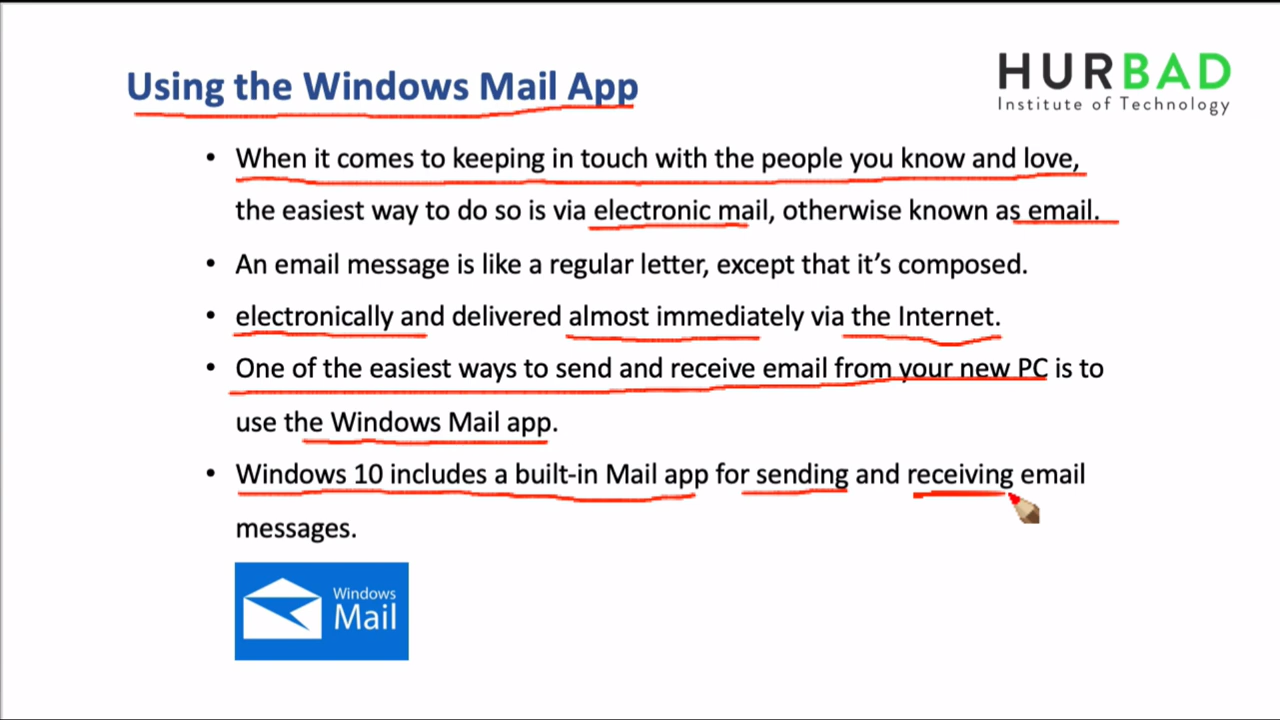 Using the Windows Mail App
HURBAD
Institute of Technology
• When it comes to keeping in touch with the people you know and love,
the easiest way to do so is via electronic mail, otherwise known as email.
• An email message is like a regular letter, except that it’s composed.
• electronically and delivered almost immediately via the Internet.
• One of the easiest ways to send and receive email from your new PC is to
use the Windows Mail app.
• Windows 10 includes a built-in Mail app for sending and receiving email
messages.
Windows
Mail